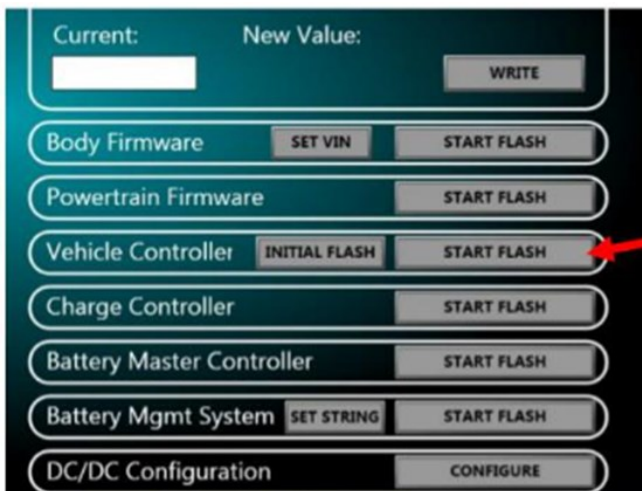 Current: New Value:
WRITE
Body Firmware SET VIN START FLASH
Powertrain Firmware START FLASH
Vehicle Controller INITIAL FLASH START FLASH
Charge Controller START FLASH
Battery Master Controller START FLASH
Battery Mgmt System SET STRING START FLASH
DC/DC Configuration CONFIGURE